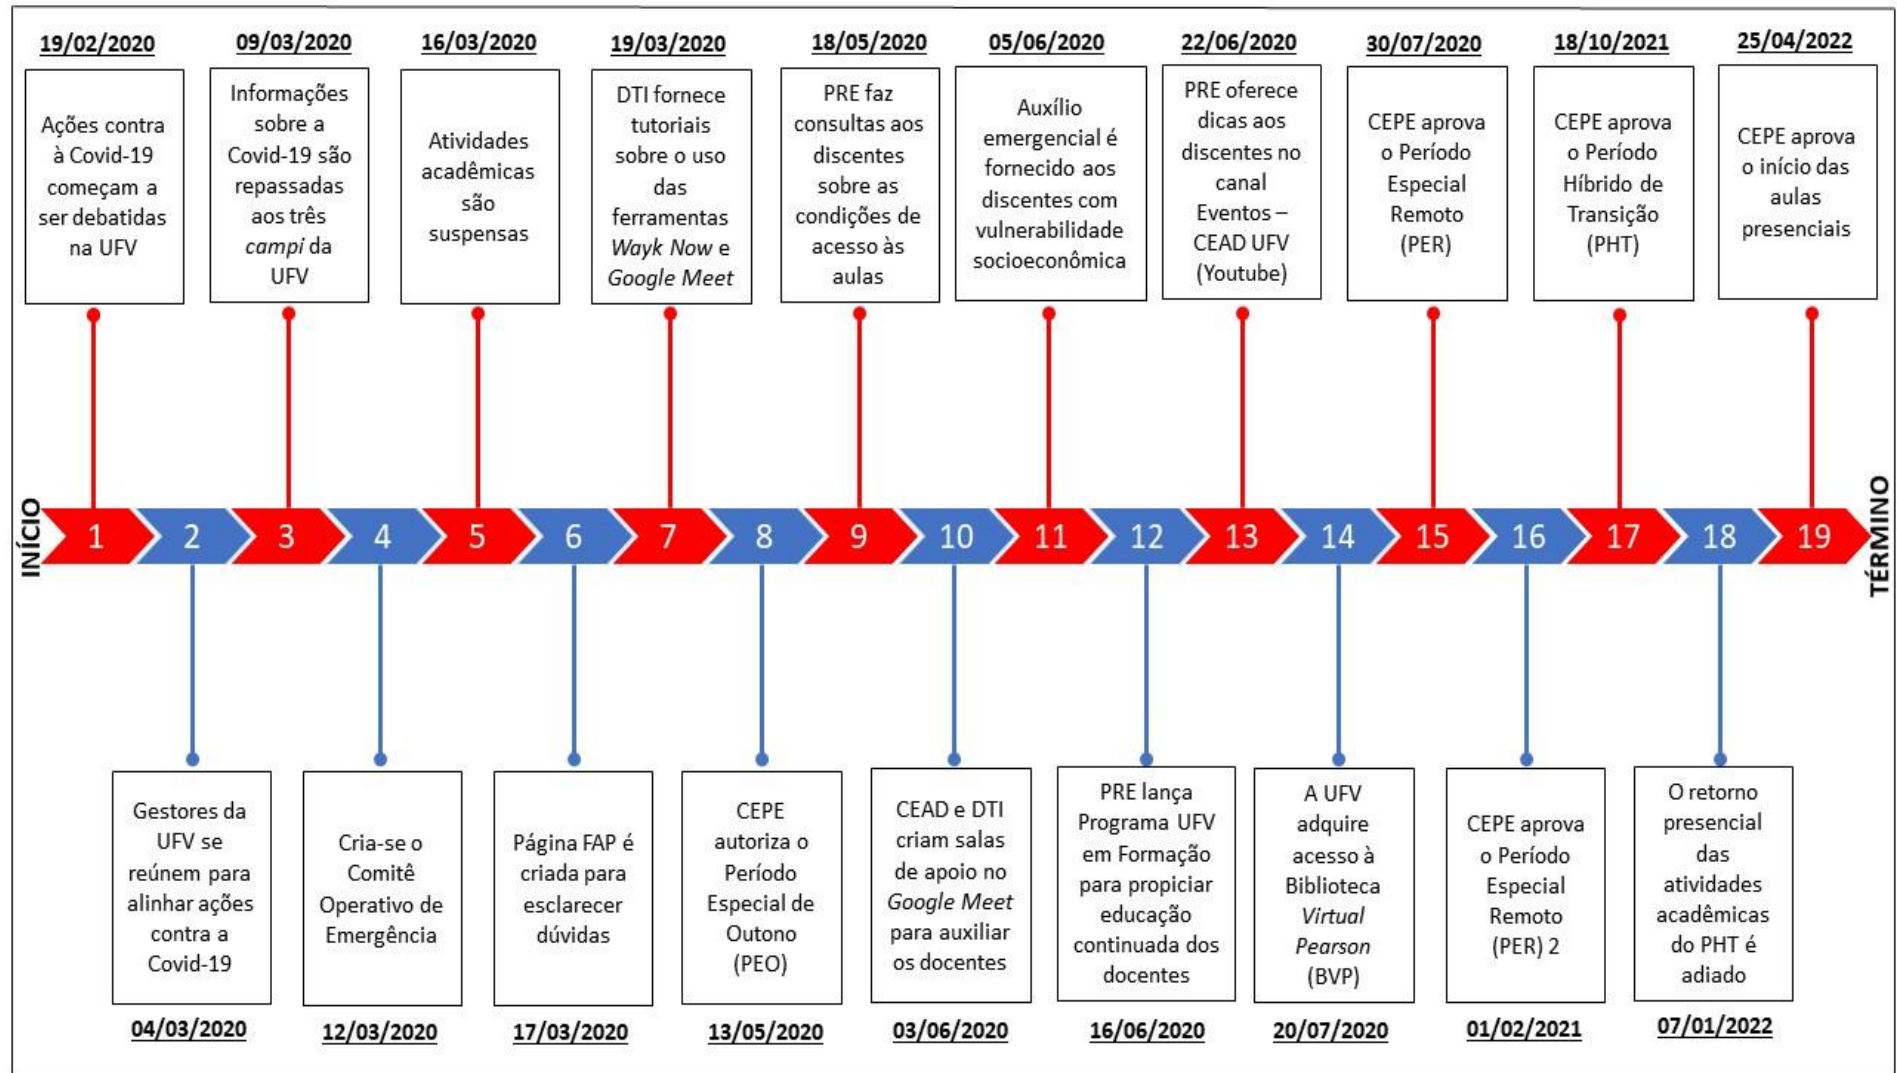 19/02/2020
Ações contra
à Covid-19
começam a
ser debatidas
na UFV
09/03/2020
Informações
sobre a
Covid-19 são
repassadas
aos três
campi da
UFV
16/03/2020
Atividades
acadêmicas
são
suspensas
19/03/2020
DTI fornece
tutoriais
sobre o uso
das
ferramentas
Wayk Now e
Google Meet
18/05/2020
PRE faz
consultas aos
discentes
sobre as
condições de
acesso às
aulas
05/06/2020
Auxílio
emergencial é
fornecido aos
discentes com
vulnerabilidade
socioeconômica
22/06/2020
PRE oferece
dicas aos
discentes no
canal
Eventos –
CEAD UFV
(Youtube)
30/07/2020
CEPE aprova
o Período
Especial
Remoto
(PER)
18/10/2021
CEPE aprova
o Período
Híbrido de
Transição
(PHT)
25/04/2022
CEPE aprova
o início das
aulas
presenciais
INÍCIO
1 2 3 4 5 6 7 8 9 10 11 12 13 14 15 16 17 18 19
TÉRMINO
Gestores da
UFV se
reúnem para
alinhar ações
contra a
Covid-19
04/03/2020
Cria-se o
Comitê
Operativo de
Emergência
12/03/2020
Página FAP é
criada para
esclarecer
dúvidas
17/03/2020
CEPE
autoriza o
Período
Especial de
Outono
(PEO)
13/05/2020
CEAD e DTI
criam salas
de apoio no
Google Meet
para auxiliar
os docentes
03/06/2020
PRE lança
Programa UFV
em Formação
para propiciar
educação
continuada dos
docentes
16/06/2020
A UFV
adquire
acesso à
Biblioteca
Virtual
Pearson
(BVP)
20/07/2020
CEPE aprova
o Período
Especial
Remoto
(PER) 2
01/02/2021
O retorno
presencial
das
atividades
acadêmicas
do PHT é
adiado
07/01/2022